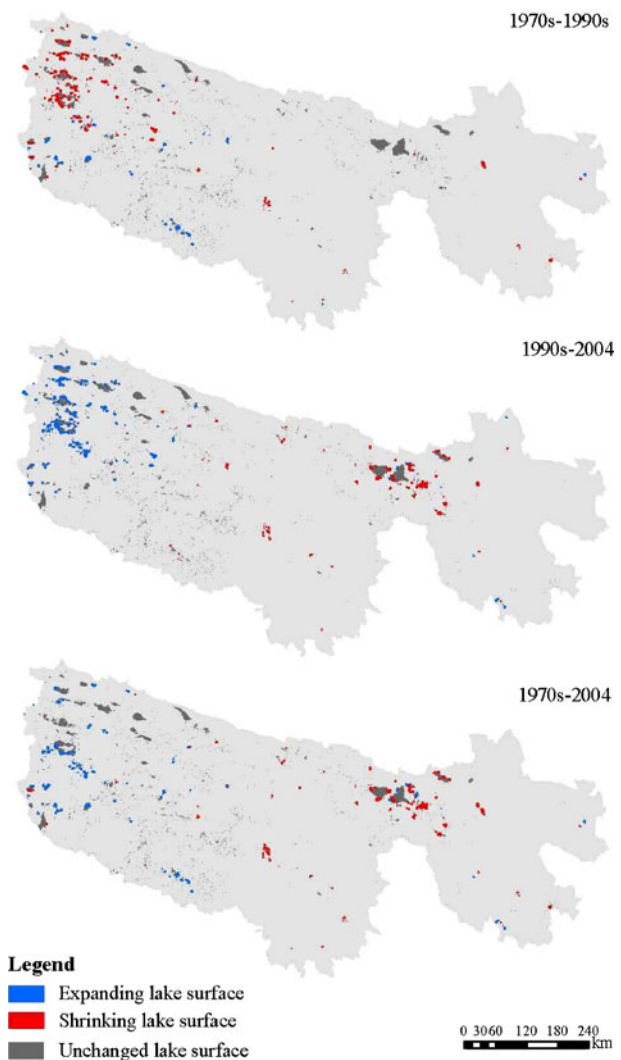 1970s-1990s
1990s-2004
1970s-2004
Legend
Expanding lake surface
Shrinking lake surface
Unchanged lake surface
0 30 60 120 180 240
km